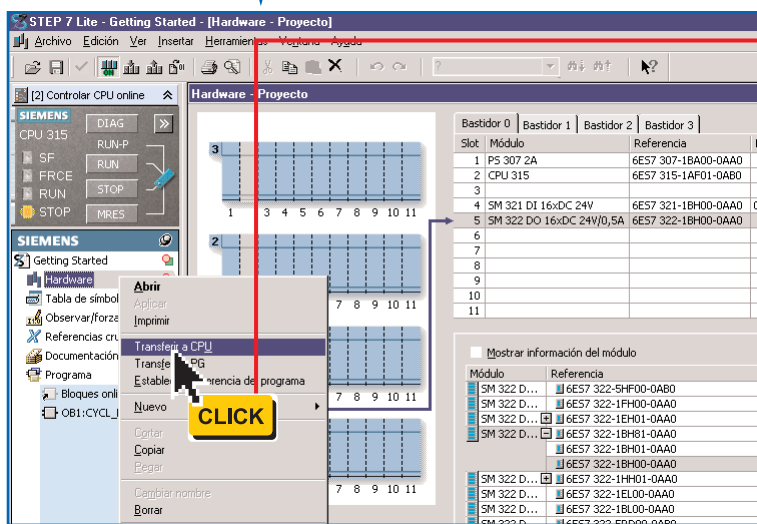 STEP 7 Lite - Getting Started - [Hardware - Proyecto]
Archivo Edición Ver Insertar Herramientas Ventana Ayuda
?
[2] Controlar CPU online
Hardware - Proyecto
SIEMENS
CPU 315
DIAG
RUN-P
SF
RUN
FRCE
RUN
STOP
STOP
MRES
SIEMENS
Getting Started
Hardware
Tabla de símbol
Observar/forza
Referencias cru
Documentación
Programa
Bloques onli
OB1:CYCL_
Abrir
Aplicar
Imprimir
Transferir a CPU
Transfe PG
Estable erencia de programa
Nuevo
CLICK
Cortar
Copiar
Pegar
Cambiar nombre
Borrar
3
1 3 4 5 6 7 8 9 10 11
2
7 8 9 10 11
7 8 9 10 11
7 8 9 10 11
Bastidor 0 Bastidor 1 Bastidor 2 Bastidor 3
Slot Módulo Referencia
1 PS 307 2A 6ES7 307-1BA00-0AA0
2 CPU 315 6ES7 315-1AF01-0AB0
3
4 SM 321 DI 16xDC 24V 6ES7 321-1BH00-0AA0 0
5 SM 322 DO 16xDC 24V/0,5A 6ES7 322-1BH00-0AA0
6
7
8
9
10
11
Mostrar información del módulo
Módulo Referencia
SM 322 D... 6ES7 322-5HF00-0AB0
SM 322 D... 6ES7 322-1FH00-0AA0
SM 322 D... 6ES7 322-1EH01-0AA0
SM 322 D... 6ES7 322-1BH81-0AA0
6ES7 322-1BH01-0AA0
6ES7 322-1BH00-0AA0
SM 322 D... 6ES7 322-1HH01-0AA0
SM 322 D... 6ES7 322-1EL00-0AA0
SM 322 D... 6ES7 322-1BL00-0AA0